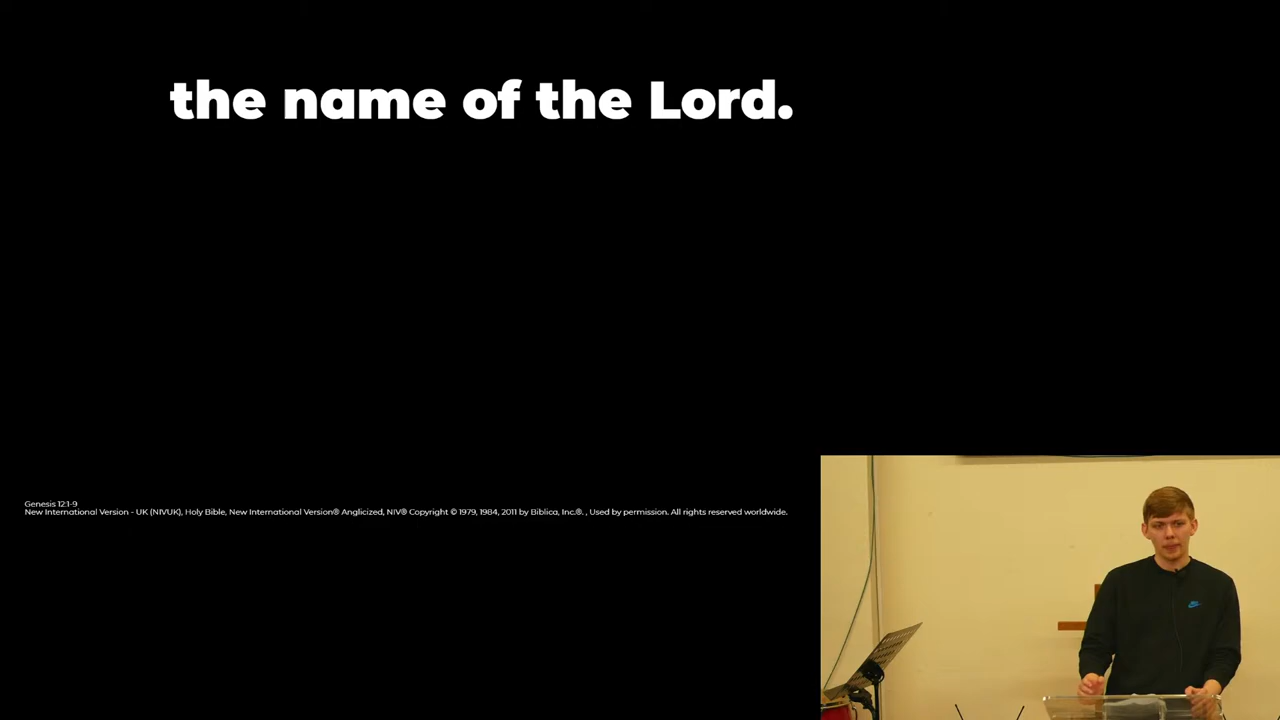 the name of the Lord.
Genesis 12:1-9
New International Version - UK (NIVUK), Holy Bible, New International Version® Anglicized, NIV® Copyright © 1979, 1984, 2011 by Biblica, Inc.®. , Used by permission. All rights reserved worldwide.